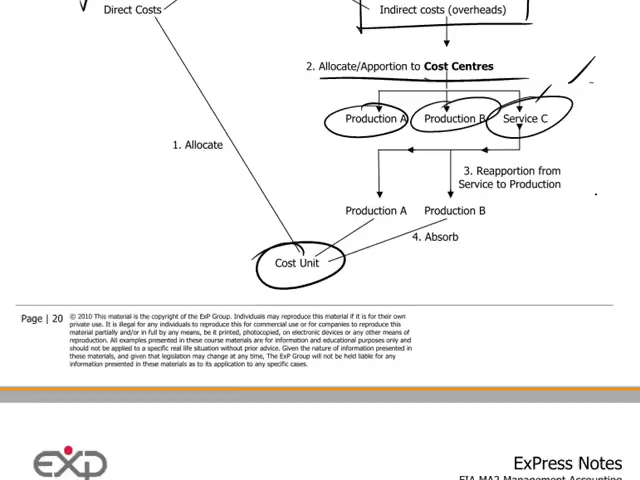 Direct Costs
Indirect costs (overheads)
2. Allocate/Apportion to Cost Centres
Production A
Production B
Service C
1. Allocate
3. Reapportion from
Service to Production
Production A
Production B
4. Absorb
Cost Unit
Page | 20
© 2010 This material is the copyright of the ExP Group. Individuals may reproduce this material if it is for their own
private use. It is illegal for any individuals to reproduce this for commercial use or for companies to reproduce this
material partially and/or in full by any means, be it printed, photocopied, on electronic devices or any other means of
reproduction. All examples presented in these course materials are for information and educational purposes only and
should not be applied to a specific real life situation without prior advice. Given the nature of information presented in
these materials, and given that legislation may change at any time, The ExP Group will not be held liable for any
information presented in these materials as to its application to any specific cases.
exp
ExPress Notes
FIA MA2 Management Accounting